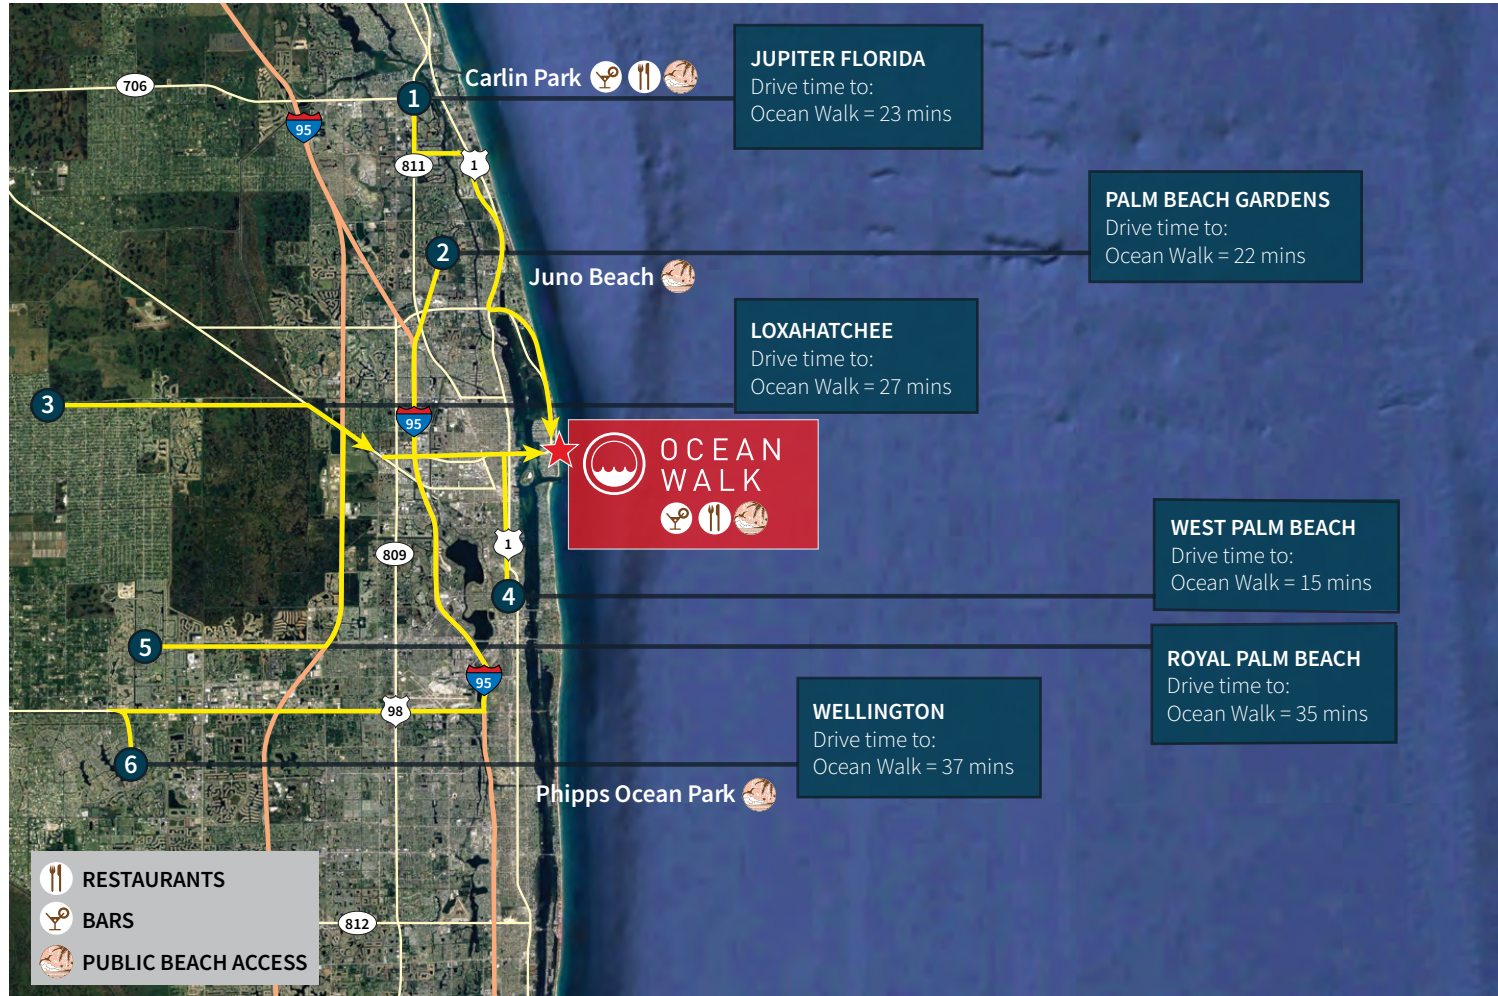 JUPITER FLORIDA
Drive time to:
Ocean Walk = 23 mins
Carlin Park
706
1
95
811
1
PALM BEACH GARDENS
Drive time to:
Ocean Walk = 22 mins
2
Juno Beach
LOXAHATCHEE
Drive time to:
Ocean Walk = 27 mins
3
95
OCEAN
WALK
WEST PALM BEACH
Drive time to:
Ocean Walk = 15 mins
1
809
4
5
ROYAL PALM BEACH
Drive time to:
Ocean Walk = 35 mins
95
98
WELLINGTON
Drive time to:
Ocean Walk = 37 mins
6
Phipps Ocean Park
RESTAURANTS
BARS
PUBLIC BEACH ACCESS
812